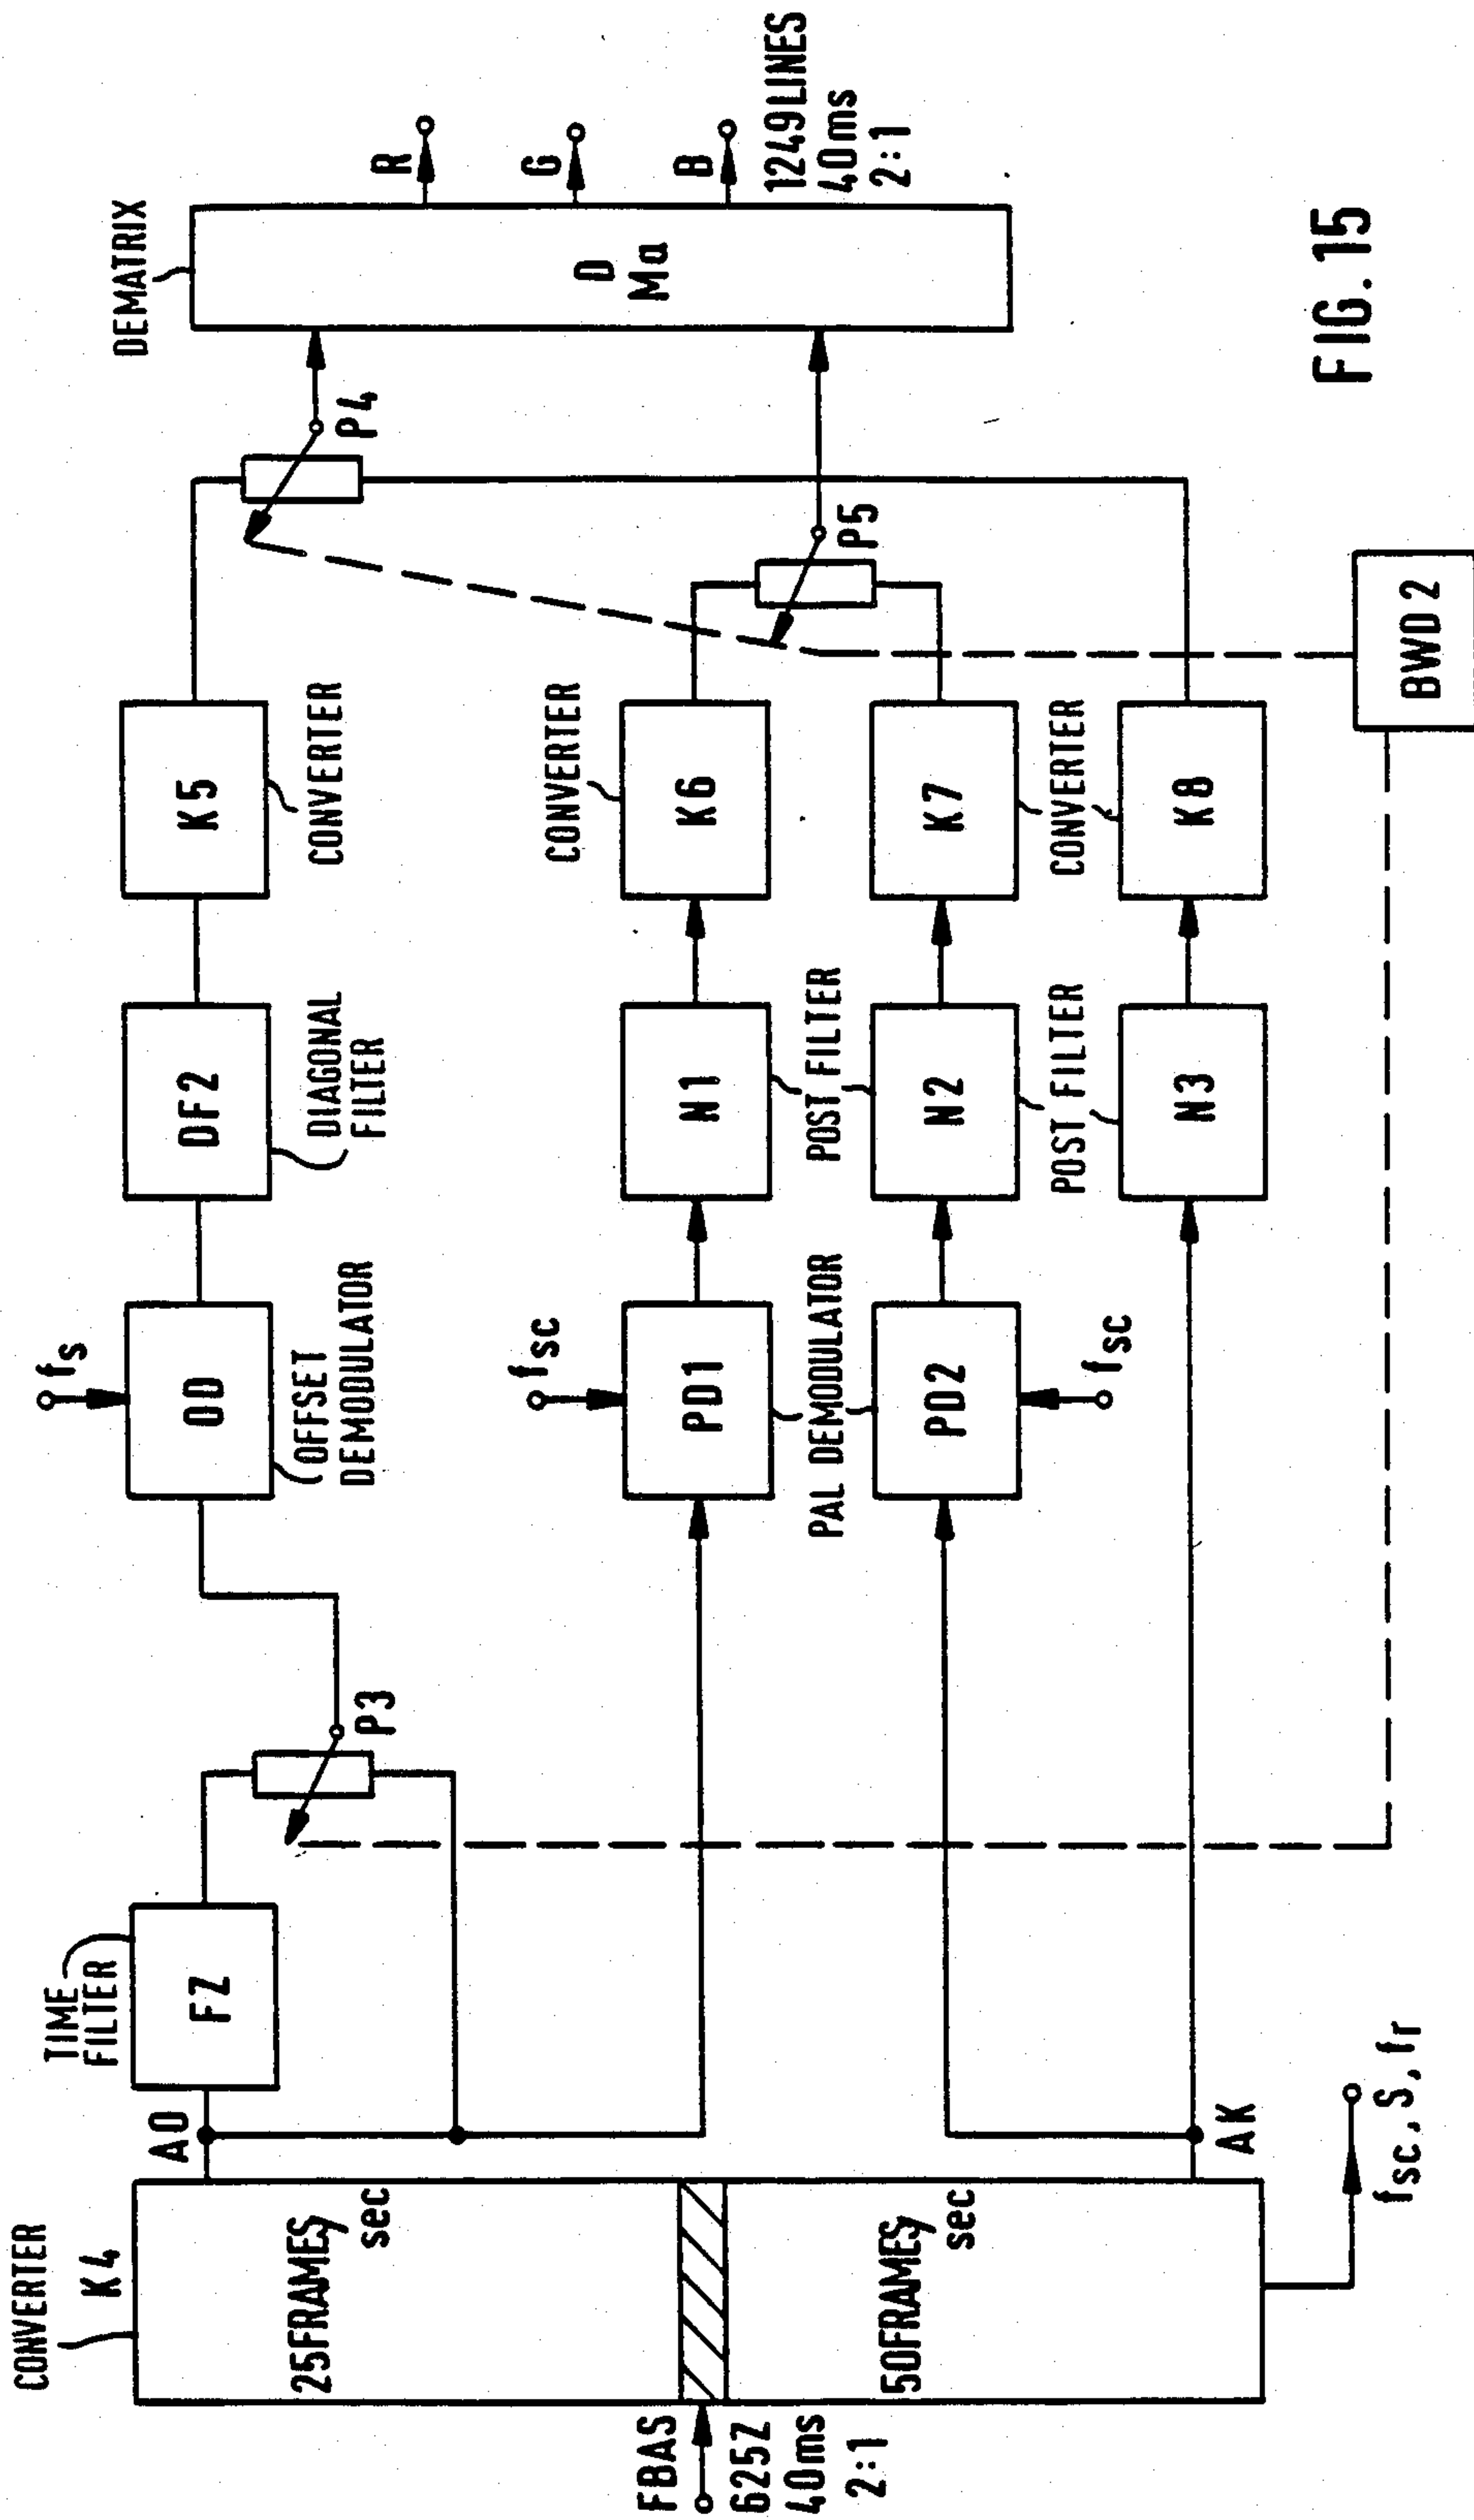 CONVERTER
K4
25FRAMES/
sec
50FRAMES/
sec
FBAS
625Z
40ms
2:1
fsc, S, fr
A0
AK
TIME
FILTER
FZ
P3
fs
OD
OFFSET
DEMODULATOR
fsc
PD1
PAL DEMODULATOR
PD2
fsc
DF2
DIAGONAL
FILTER
N1
POST FILTER
N2
POST FILTER
N3
K5
CONVERTER
CONVERTER
K6
K7
CONVERTER
K8
P4
P5
BWD 2
DEMATRIX
D
Ma
R
G
B
1249LINES
40ms
2:1
FIG. 15